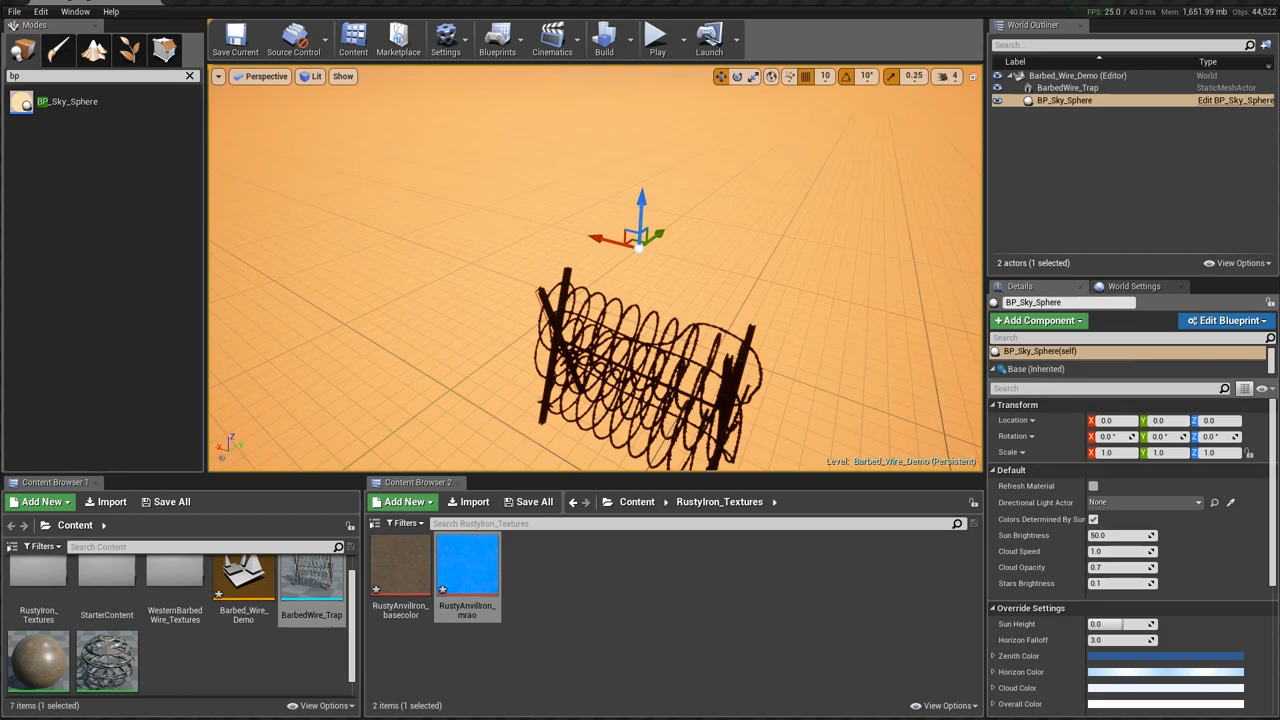 File Edit Window Help
FPS: 25.0 / 40.0 ms Mem: 1,651.99 mb Objs: 44,522
Modes
World Outliner
Save Current
Source Control
Content
Marketplace
Settings
Blueprints
Cinematics
Build
Play
Launch
Search...
Label
Type
bp
Perspective
Lit
Show
10
10°
0.25
4
Barbed_Wire_Demo (Editor)
World
BarbedWire_Trap
StaticMeshActor
BP_Sky_Sphere
BP_Sky_Sphere
Edit BP_Sky_Sphere
2 actors (1 selected)
View Options
Details
World Settings
BP_Sky_Sphere
+ Add Component
Edit Blueprint
Search
BP_Sky_Sphere(self)
Base (Inherited)
Search
Transform
Location X 0.0 Y 0.0 Z 0.0
Rotation X 0.0 ° Y 0.0 ° Z 0.0 °
Scale X 1.0 Y 1.0 Z 1.0
Level: Barbed_Wire_Demo (Persistent)
Default
Refresh Material
Directional Light Actor None
Colors Determined By Sun
Sun Brightness 50.0
Cloud Speed 1.0
Cloud Opacity 0.7
Stars Brightness 0.1
Override Settings
Sun Height 0.0
Horizon Falloff 3.0
Zenith Color
Horizon Color
Cloud Color
Overall Color
Content Browser 1
Add New
Import
Save All
Content
Filters
Search Content
RustyIron_
Textures
StarterContent
WesternBarbed
Wire_Textures
Barbed_Wire_
Demo
BarbedWire_Trap
7 items (1 selected)
View Options
Content Browser 2
Add New
Import
Save All
Content
RustyIron_Textures
Filters
Search RustyIron_Textures
RustyAnvilIron_
basecolor
RustyAnvilIron_
mrao
2 items (1 selected)
View Options